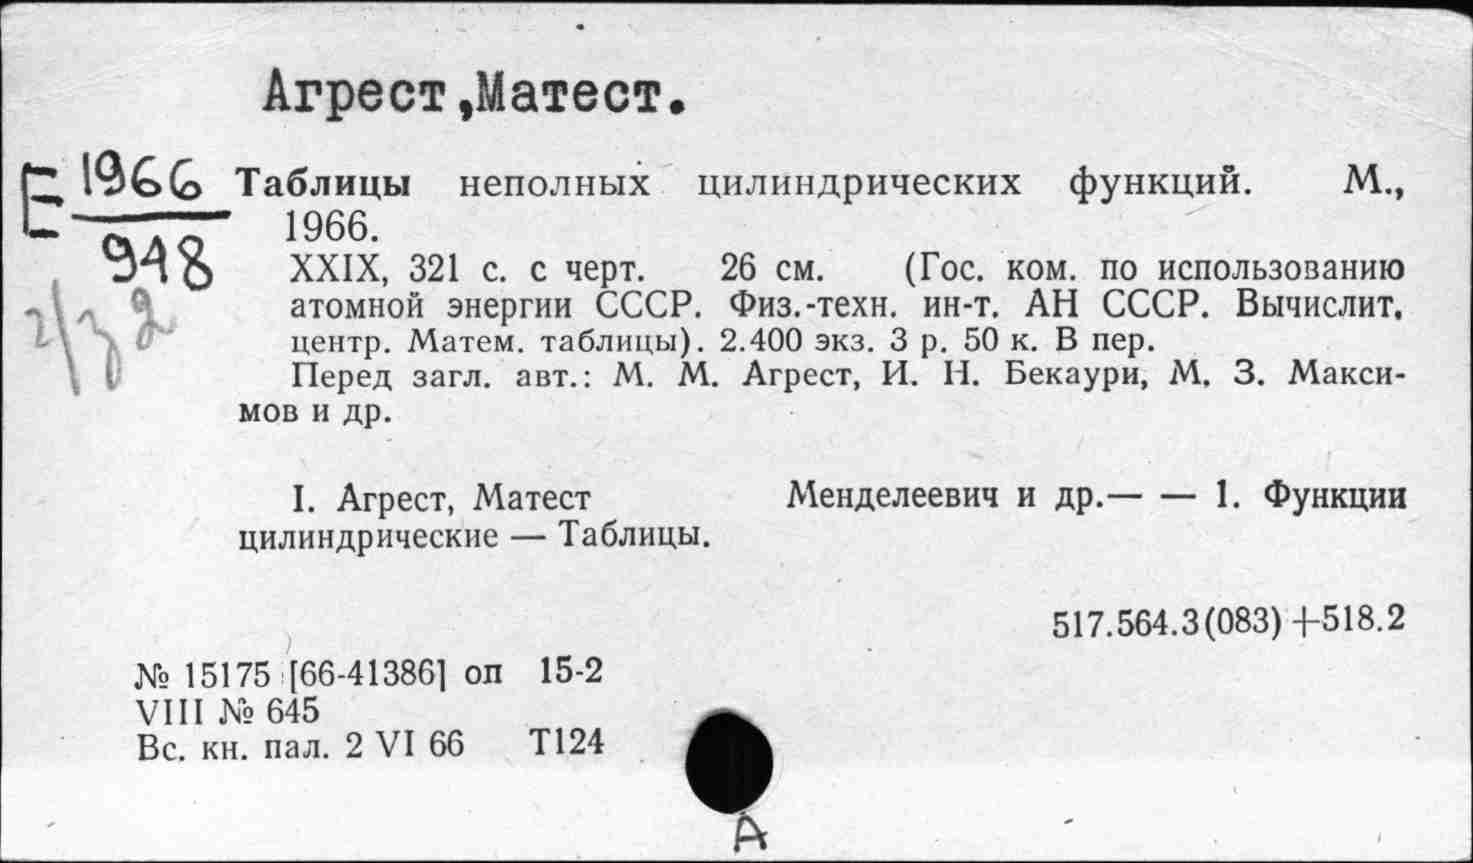 Агрест,Матест.
Е 1966
948
Таблицы неполных цилиндрических функций. М.,
1966.
XXIX, 321 с. с черт. 26 см. (Гос. ком. по использованию
атомной энергии СССР. Физ.-техн. ин-т. АН СССР. Вычислит.
центр. Матем. таблицы). 2.400 экз. 3 р. 50 к. В пер.
Перед загл. авт.: М. М. Агрест, И. Н. Бекаури, М. З. Макси-
мов и др.
I. Агрест, Матест Менделеевич и др.— — 1. Функции
цилиндрические — Таблицы.
517.564.3(083)+518.2
№ 15175 [66-41386] оп 15-2
VIII № 645
Вс. кн. пал. 2 VI 66 Т124
А